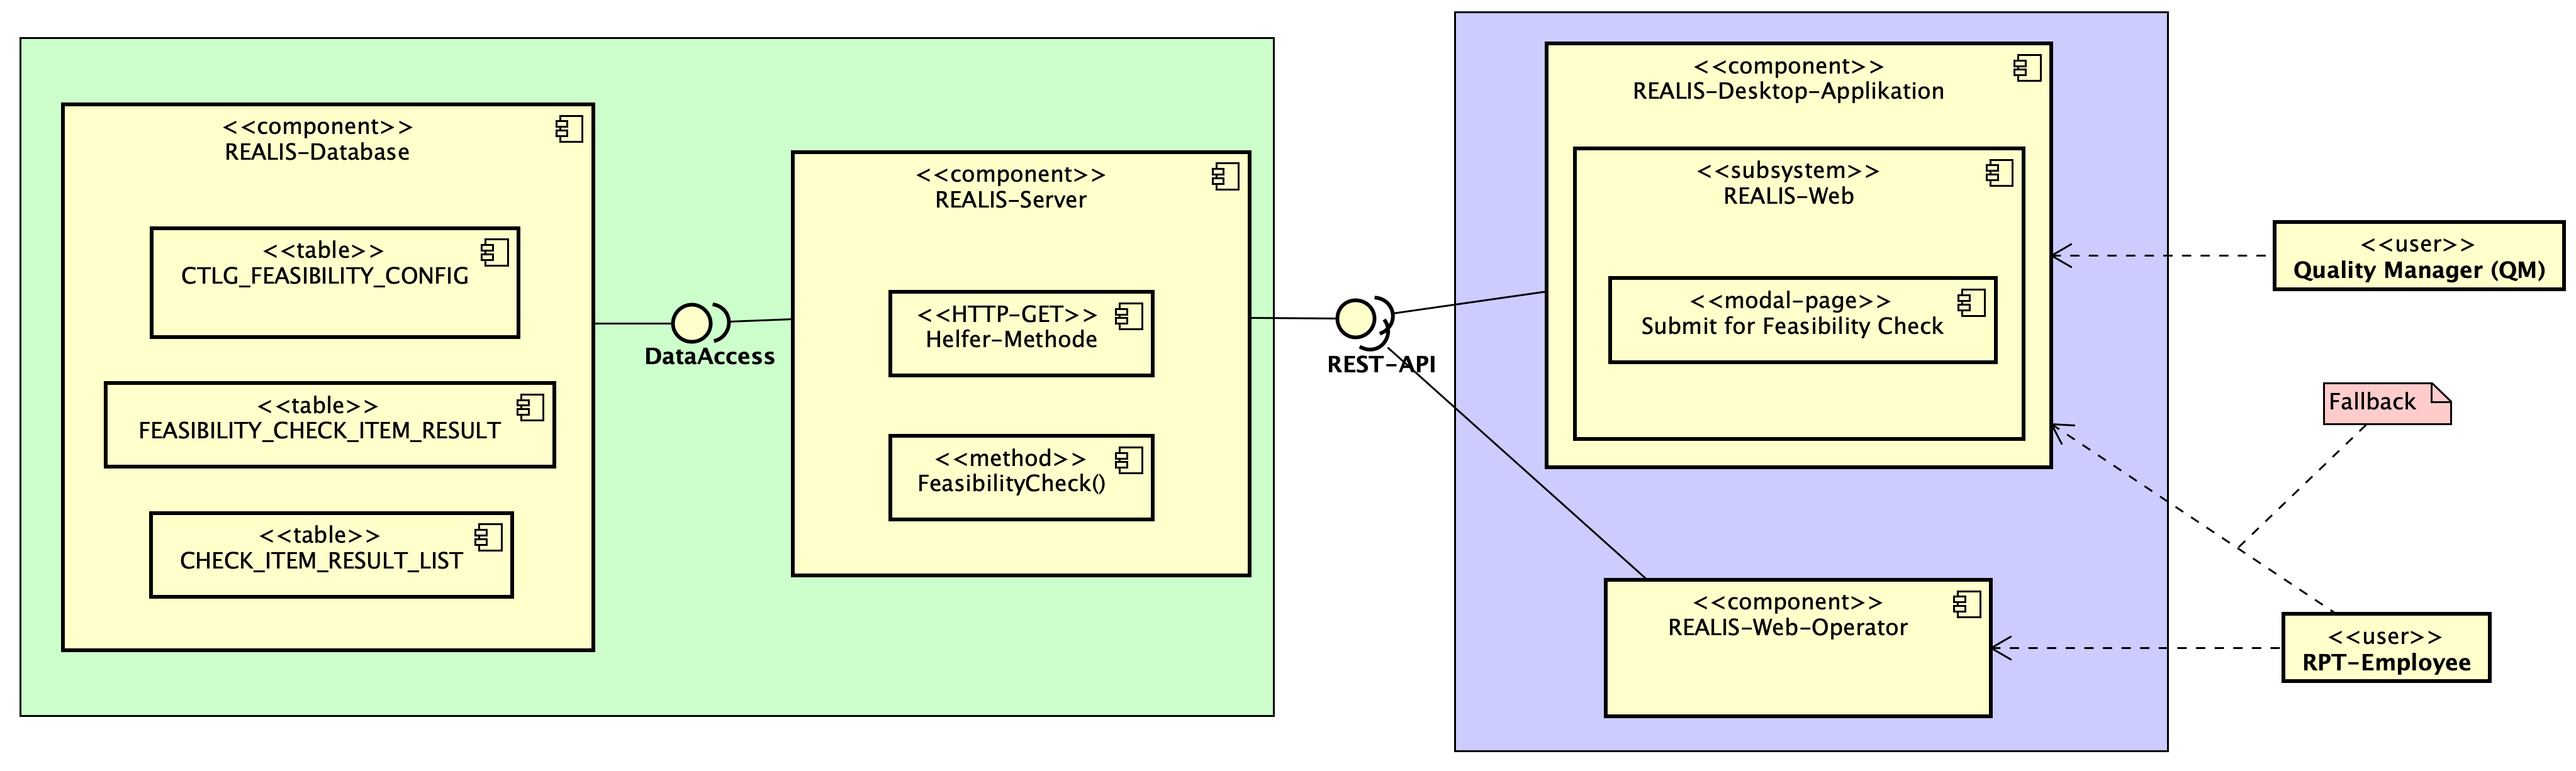 <<component>>
REALIS-Database
<<table>>
CTLG_FEASIBILITY_CONFIG
<<table>>
FEASIBILITY_CHECK_ITEM_RESULT
<<table>>
CHECK_ITEM_RESULT_LIST
DataAccess
<<component>>
REALIS-Server
<<HTTP-GET>>
Helfer-Methode
<<method>>
FeasibilityCheck()
REST-API
<<component>>
REALIS-Desktop-Applikation
<<subsystem>>
REALIS-Web
<<modal-page>>
Submit for Feasibility Check
<<component>>
REALIS-Web-Operator
<<user>>
Quality Manager (QM)
Fallback
<<user>>
RPT-Employee